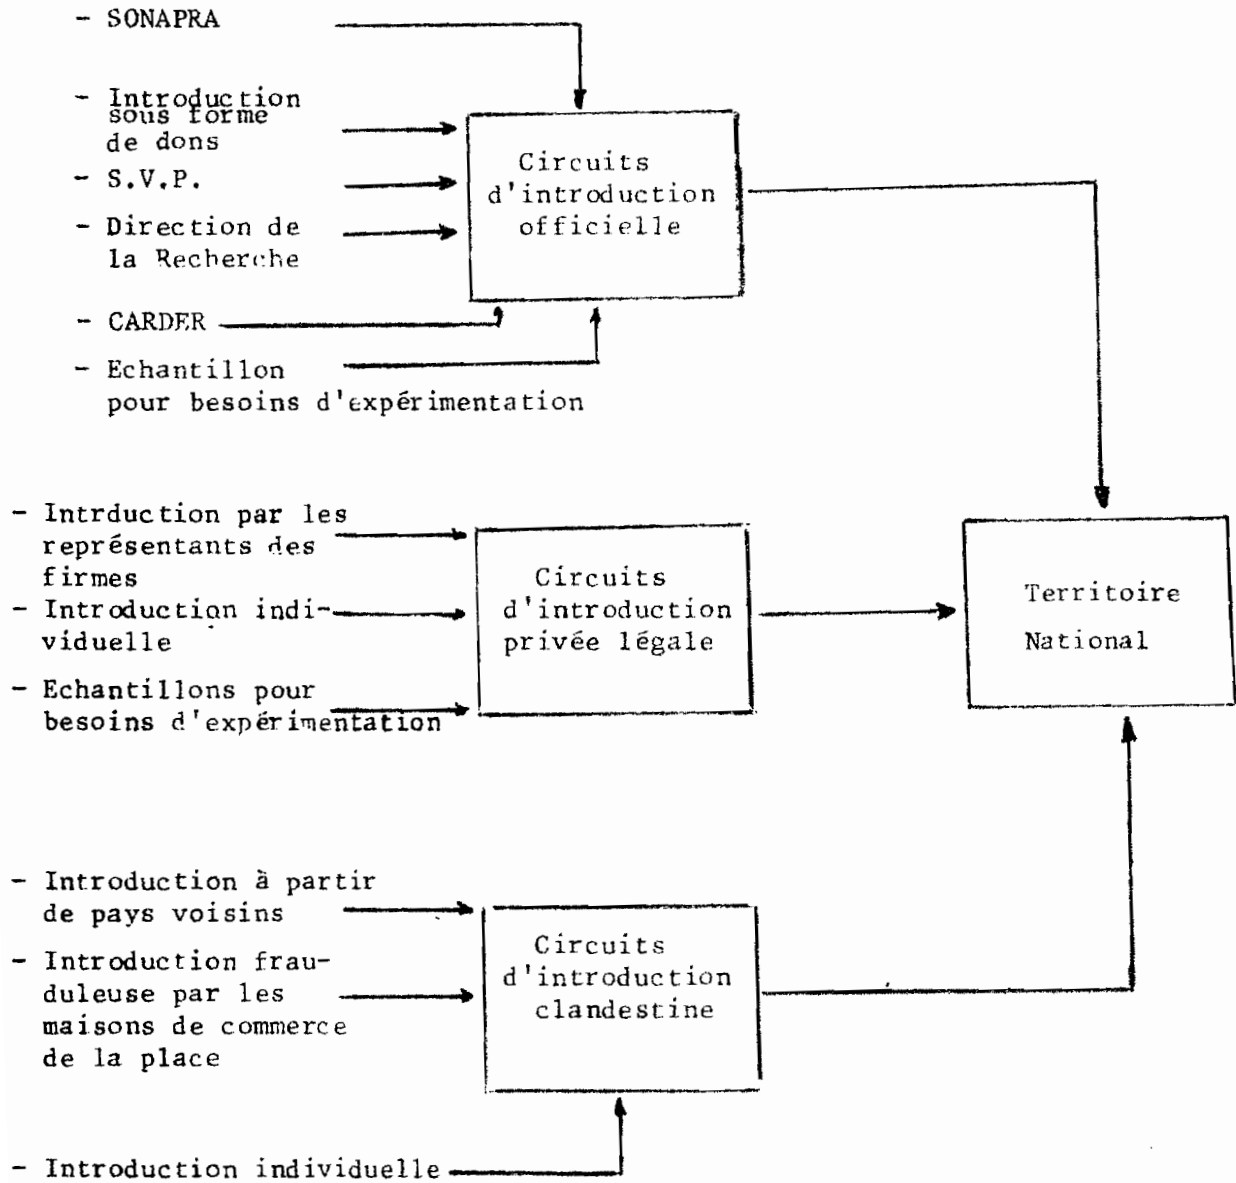 - SONAPRA
- Introduction
sous forme
de dons
- S.V.P.
- Direction de
la Recherche
- CARDER
- Echantillon
pour besoins d'expérimentation
Circuits
d'introduction
officielle
- Intrduction par les
représentants des
firmes
- Introduction indi-
viduelle
- Echantillons pour
besoins d'expérimentation
Circuits
d'introduction
privée légale
Territoire
National
- Introduction à partir
de pays voisins
- Introduction frau-
duleuse par les
maisons de commerce
de la place
- Introduction individuelle
Circuits
d'introduction
clandestine